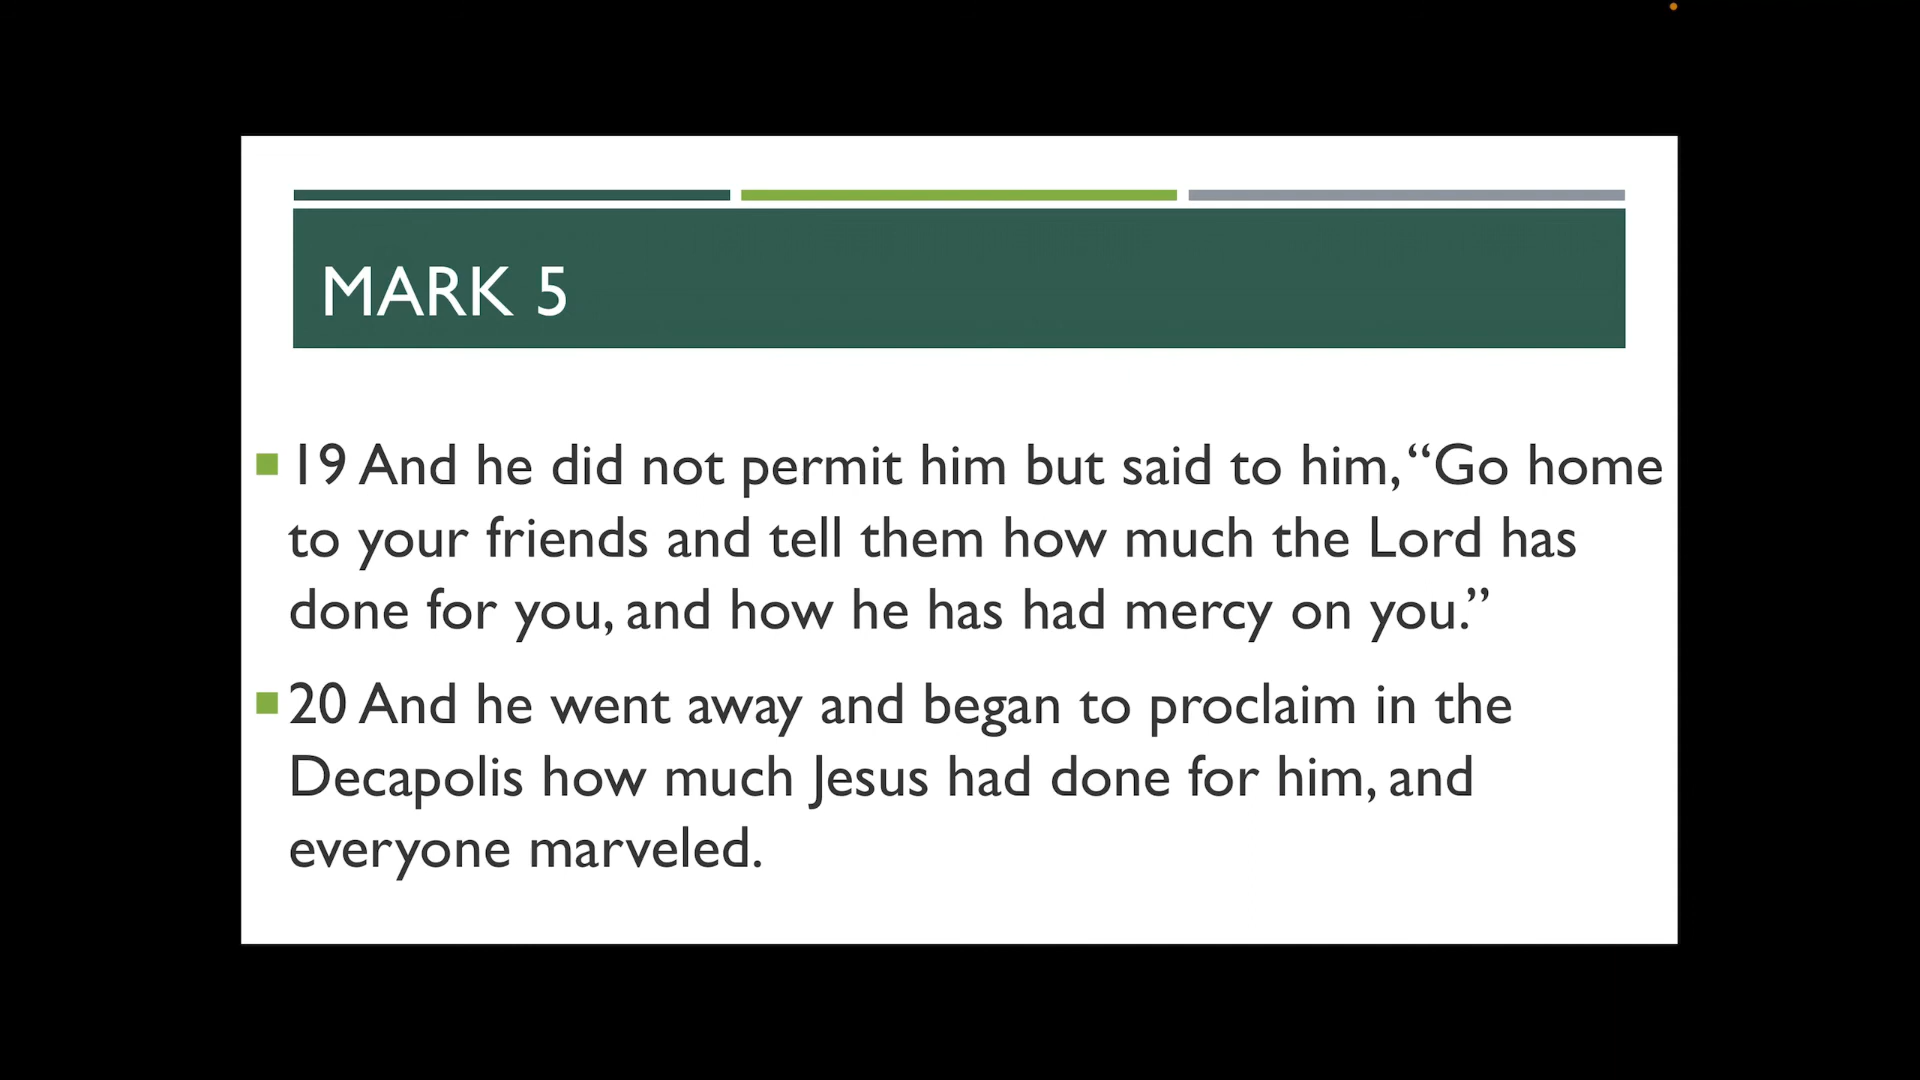 MARK 5
19 And he did not permit him but said to him, “Go home
to your friends and tell them how much the Lord has
done for you, and how he has had mercy on you.”
20 And he went away and began to proclaim in the
Decapolis how much Jesus had done for him, and
everyone marveled.